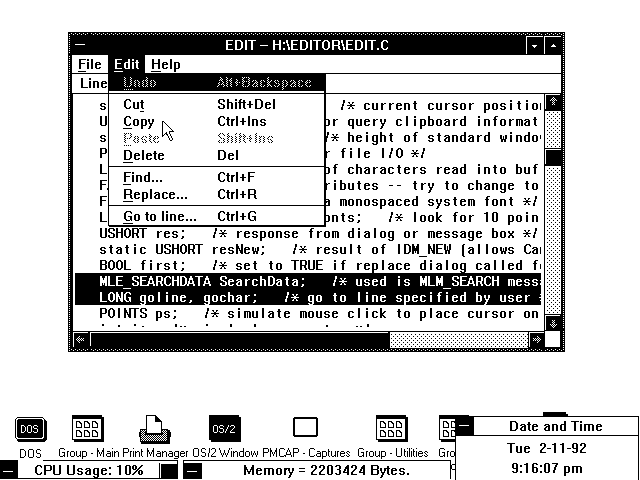 EDIT – H:\EDITOR\EDIT.C
File Edit Help
Line
Undo Alt+Backspace
Cut Shift+Del
Copy Ctrl+Ins
Paste Shift+Ins
Delete Del
Find... Ctrl+F
Replace... Ctrl+R
Go to line... Ctrl+G
/* current cursor position
or query clipboard informat
/* height of standard windo
r file I/O */
of characters read into buf
ributes -- try to change to
a monospaced system font */
onts; /* look for 10 poin
USHORT res; /* response from dialog or message box */
static USHORT resNew; /* result of IDM_NEW (allows Ca
BOOL first; /* set to TRUE if replace dialog called f
MLE_SEARCHDATA SearchData; /* used is MLM_SEARCH mess
LONG goline, gochar; /* go to line specified by user
POINTS ps; /* simulate mouse click to place cursor on
DOS
OS/2
DOS
Group - Main
Print Manager
OS/2 Window
PMCAP - Captures
Group - Utilities
Gro
Date and Time
Tue 2-11-92
9:16:07 pm
CPU Usage: 10%
Memory = 2203424 Bytes.